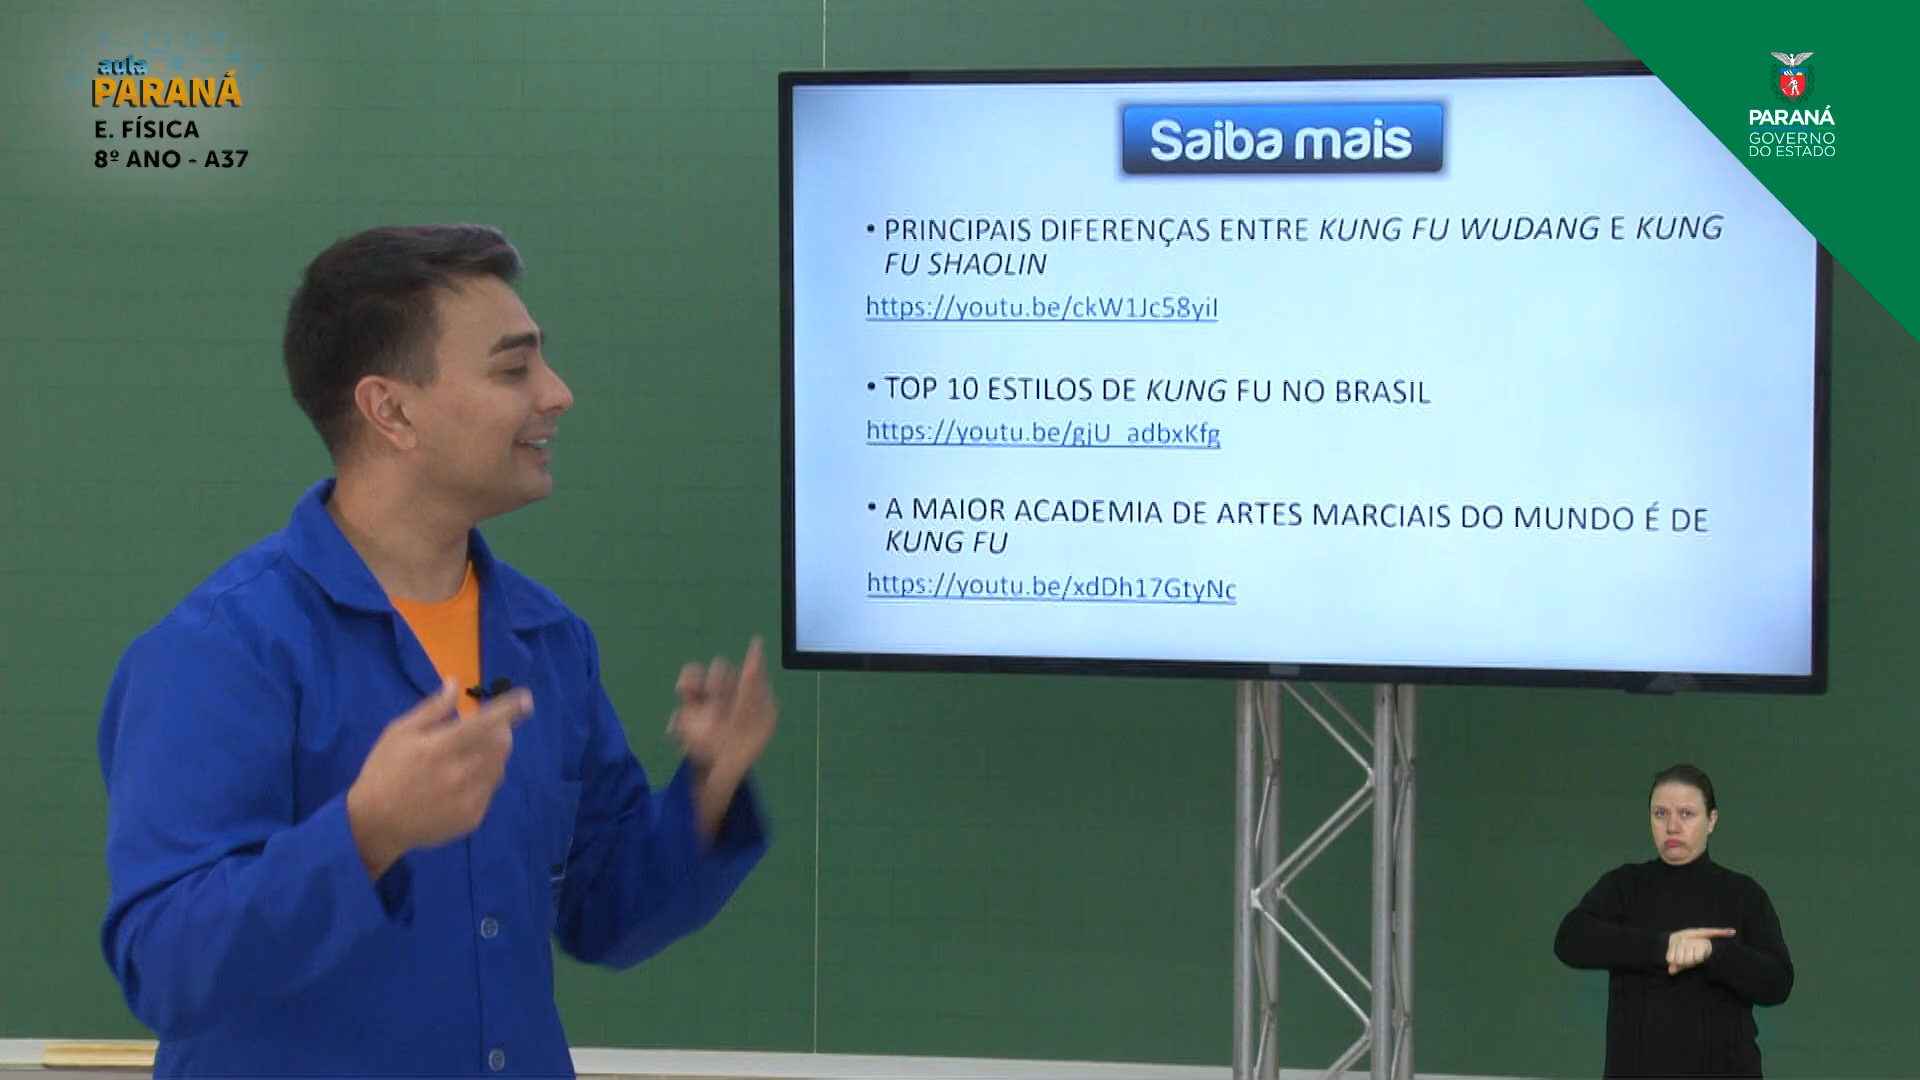 aula
PARANÁ
E. FÍSICA
8º ANO - A37
PARANÁ
GOVERNO
DO ESTADO
Saiba mais
• PRINCIPAIS DIFERENÇAS ENTRE KUNG FU WUDANG E KUNG
FU SHAOLIN
https://youtu.be/ckW1Jc58yiI
• TOP 10 ESTILOS DE KUNG FU NO BRASIL
https://youtu.be/gjU_adbxKfg
• A MAIOR ACADEMIA DE ARTES MARCIAIS DO MUNDO É DE
KUNG FU
https://youtu.be/xdDh17GtyNc